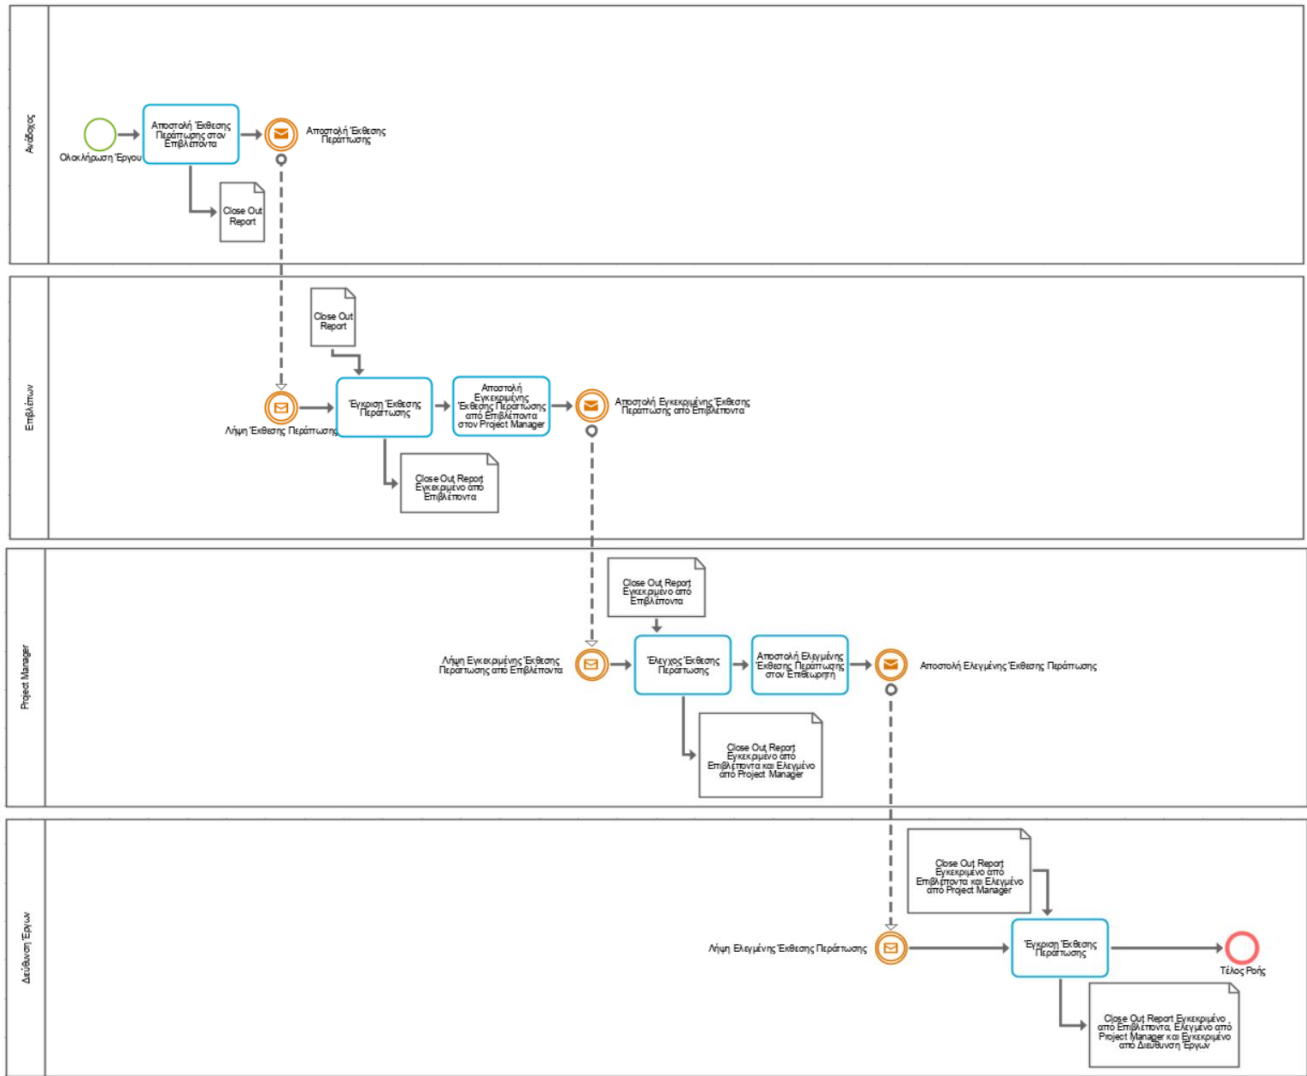 Ανάδοχος
Ολοκλήρωση Έργου
Αποστολή Έκθεσης
Περάτωσης στον
Επιβλέποντα
Αποστολή Έκθεσης
Περάτωσης
Close Out
Report
Επιβλέπων
Close Out
Report
Λήψη Έκθεσης Περάτωσης
Έγκριση Έκθεσης
Περάτωσης
Αποστολή
Εγκεκριμένης
Έκθεσης Περάτωσης
από Επιβλέποντα
στον Project Manager
Αποστολή Εγκεκριμένης Έκθεσης
Περάτωσης από Επιβλέποντα
Close Out Report
Εγκεκριμένο από
Επιβλέποντα
Project Manager
Close Out Report
Εγκεκριμένο από
Επιβλέποντα
Λήψη Εγκεκριμένης Έκθεσης
Περάτωσης από Επιβλέποντα
Έλεγχος Έκθεσης
Περάτωσης
Αποστολή Ελεγμένης
Έκθεσης Περάτωσης
στον Επιθεωρητή
Αποστολή Ελεγμένης Έκθεσης Περάτωσης
Close Out Report
Εγκεκριμένο από
Επιβλέποντα και Ελεγμένο
από Project Manager
Διεύθυνση Έργων
Close Out Report
Εγκεκριμένο από
Επιβλέποντα και Ελεγμένο
από Project Manager
Λήψη Ελεγμένης Έκθεσης Περάτωσης
Έγκριση Έκθεσης
Περάτωσης
Τέλος Ροής
Close Out Report Εγκεκριμένο
από Επιβλέποντα, Ελεγμένο από
Project Manager και Εγκεκριμένο
από Διεύθυνση Έργων